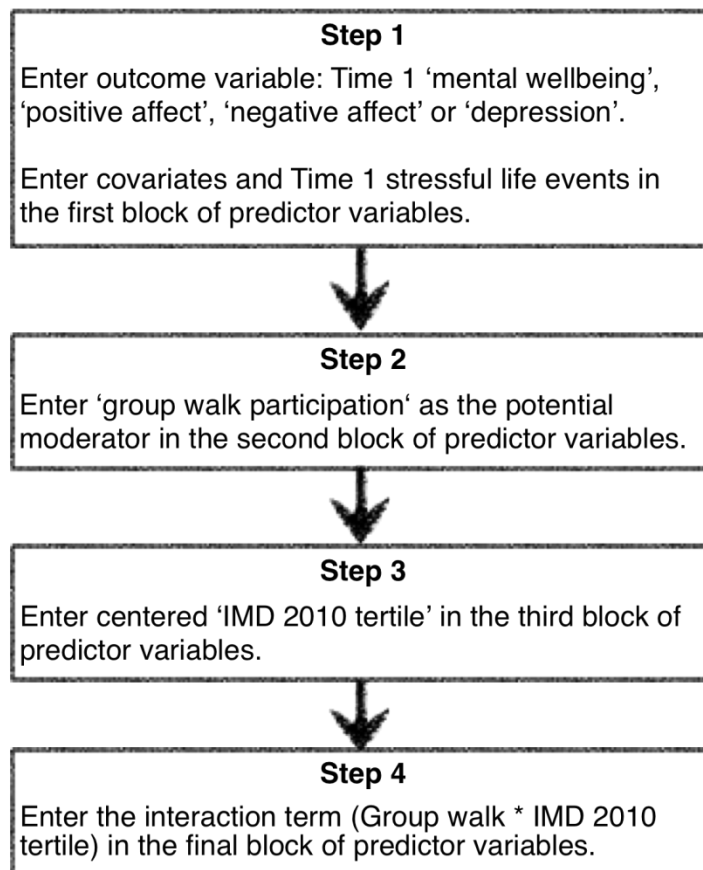 Step 1
Enter outcome variable: Time 1 ‘mental wellbeing’,
‘positive affect’, ‘negative affect’ or ‘depression’.
Enter covariates and Time 1 stressful life events in
the first block of predictor variables.
Step 2
Enter ‘group walk participation‘ as the potential
moderator in the second block of predictor variables.
Step 3
Enter centered ‘IMD 2010 tertile’ in the third block of
predictor variables.
Step 4
Enter the interaction term (Group walk * IMD 2010
tertile) in the final block of predictor variables.